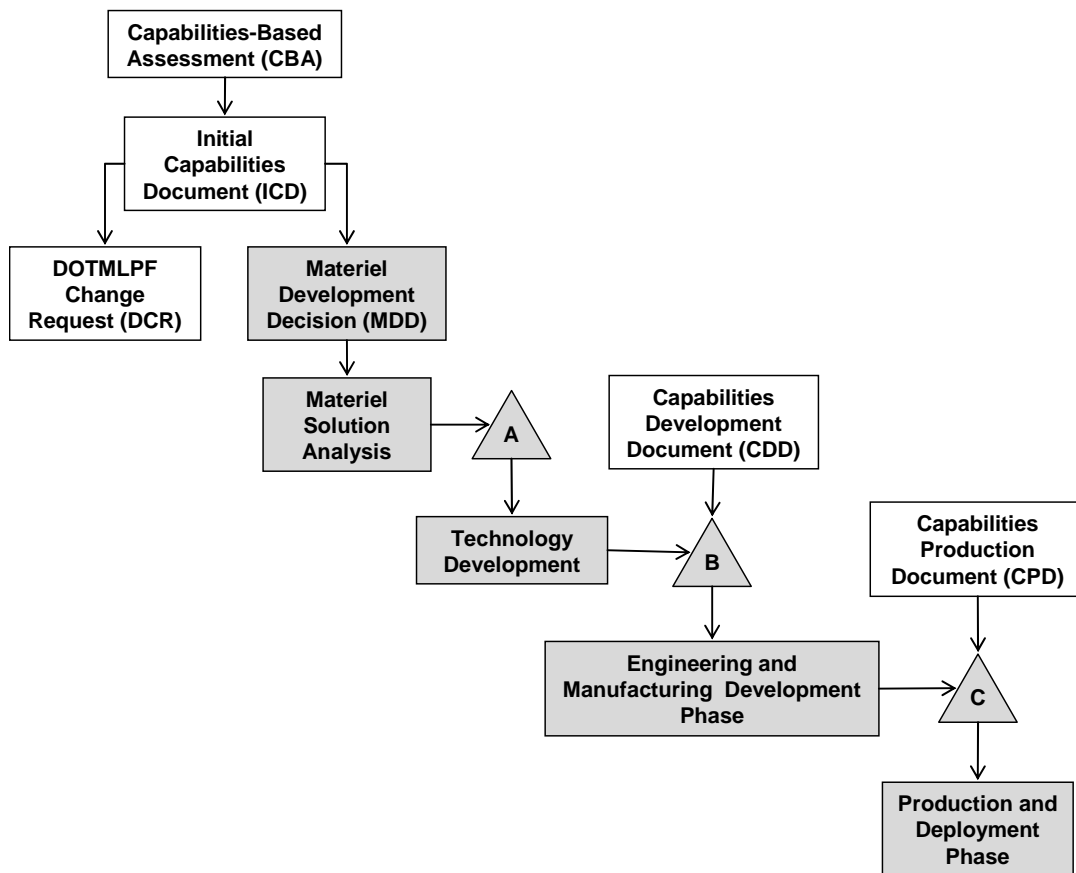 Capabilities-Based
Assessment (CBA)
Initial
Capabilities
Document (ICD)
DOTMLPF
Change
Request (DCR)
Materiel
Development
Decision (MDD)
Materiel
Solution
Analysis
A
Capabilities
Development
Document (CDD)
Technology
Development
B
Capabilities
Production
Document (CPD)
Engineering and
Manufacturing Development
Phase
C
Production and
Deployment
Phase